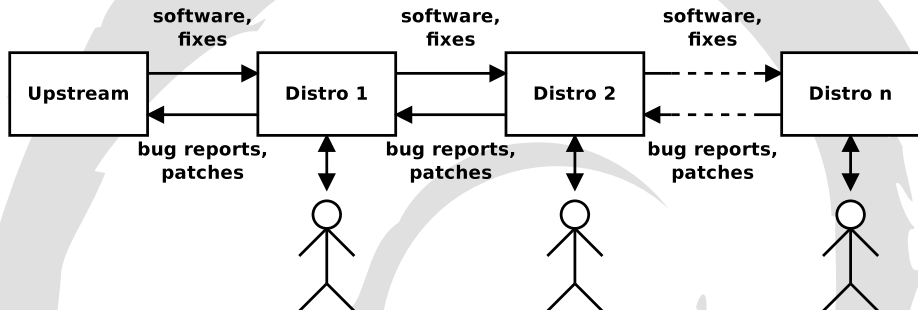 software,
fixes
software,
fixes
software,
fixes
Upstream
Distro 1
Distro 2
Distro n
bug reports,
patches
bug reports,
patches
bug reports,
patches